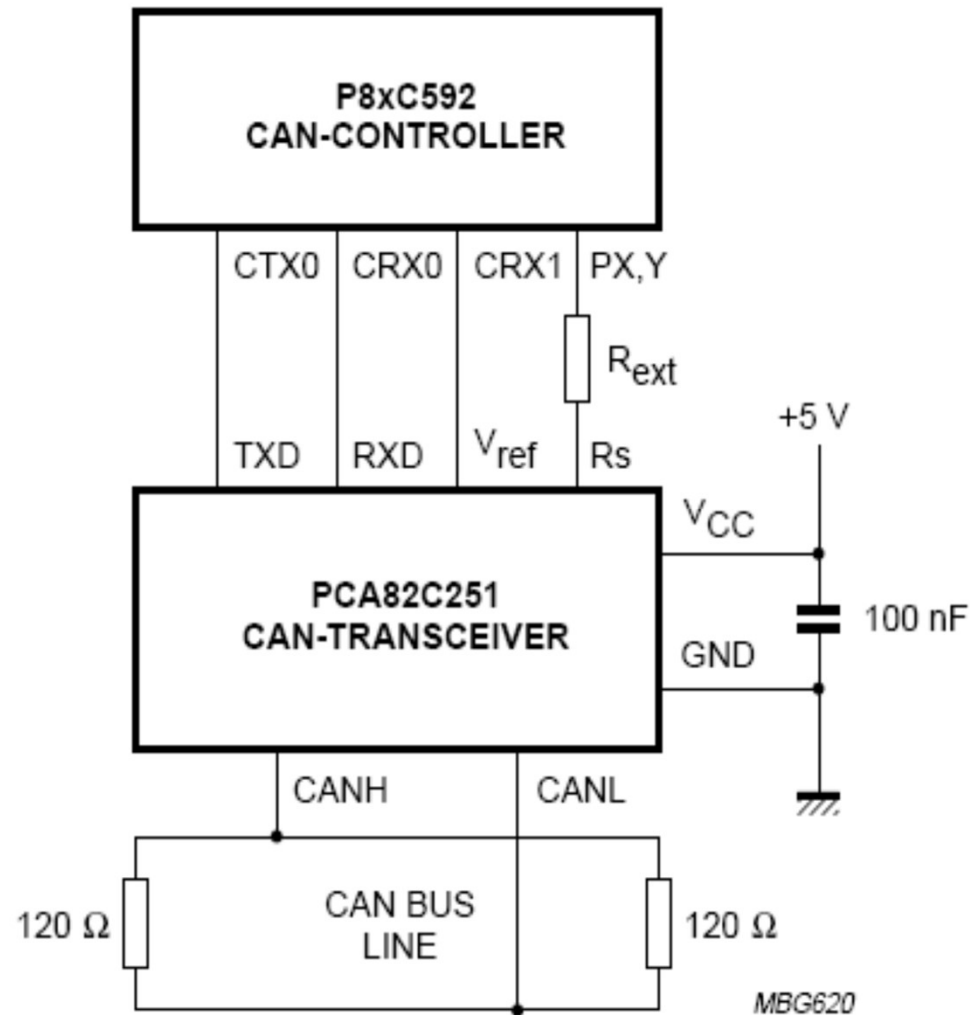 P8xC592
CAN-CONTROLLER
CTX0 CRX0 CRX1 PX,Y
Rext
+5 V
TXD RXD Vref Rs
VCC
PCA82C251
CAN-TRANSCEIVER
100 nF
GND
CANH CANL
120 Ω
CAN BUS
LINE
120 Ω
MBG620